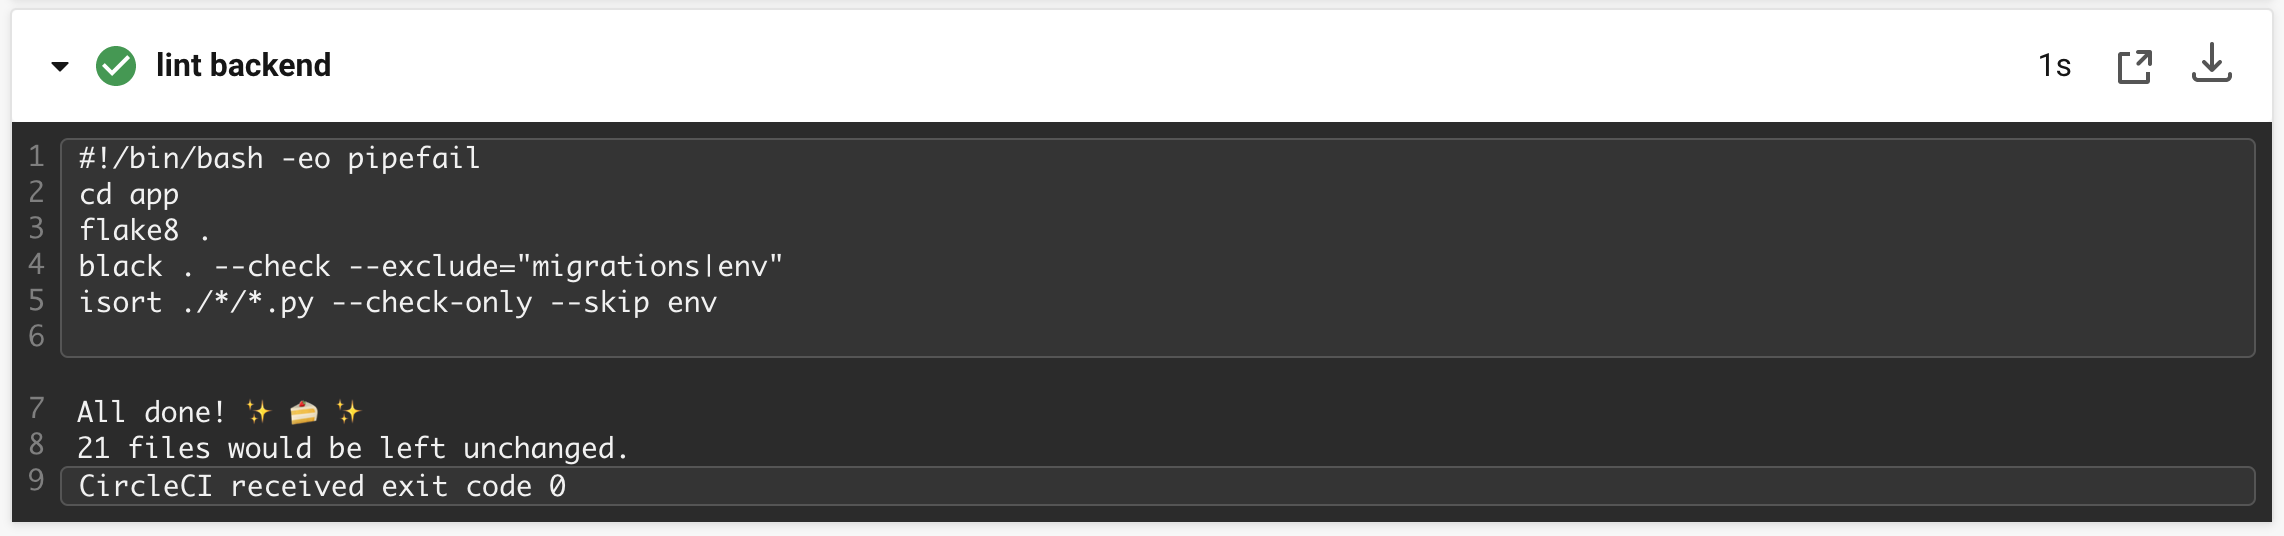 lint backend
1s
1 #!/bin/bash -eo pipefail
2 cd app
3 flake8 .
4 black . --check --exclude="migrations|env"
5 isort ./*/*.py --check-only --skip env
6
7 All done! ✨ 🍰 ✨
8 21 files would be left unchanged.
9 CircleCI received exit code 0